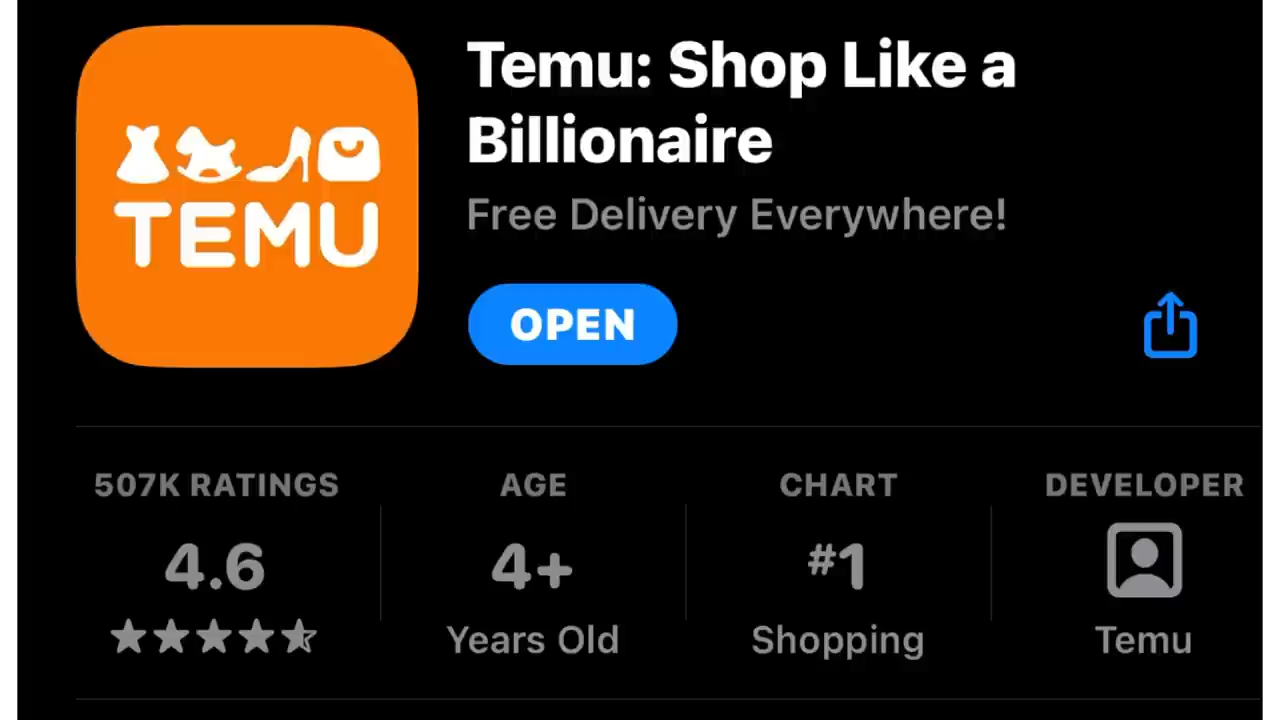 TEMU
Temu: Shop Like a
Billionaire
Free Delivery Everywhere!
OPEN
507K RATINGS
4.6
AGE
4+
Years Old
CHART
#1
Shopping
DEVELOPER
Temu